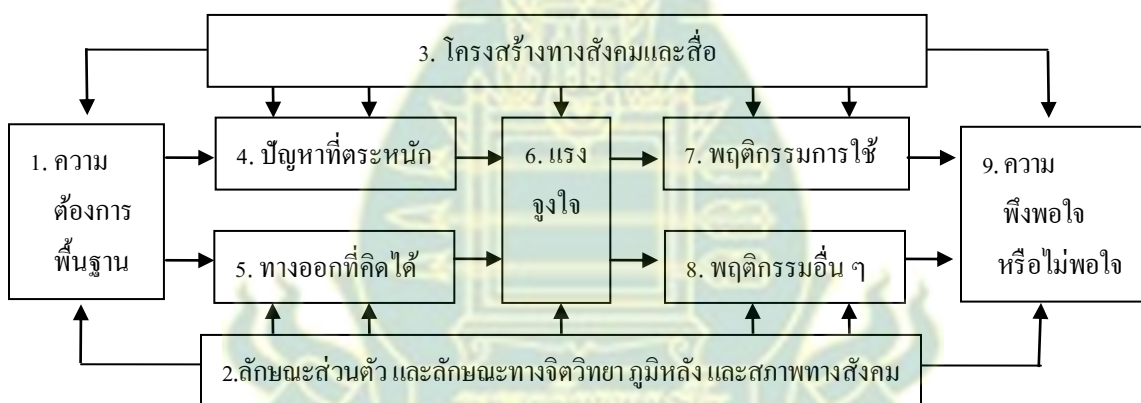 3. โครงสร้างทางสังคมและสื่อ
1. ความ
ต้องการ
พื้นฐาน
4. ปัญหาที่ตระหนัก
6. แรง
จูงใจ
7. พฤติกรรมการใช้
9. ความ
พึงพอใจ
หรือไม่พอใจ
5. ทางออกที่คิดได้
8. พฤติกรรมอื่น ๆ
2.ลักษณะส่วนตัว และลักษณะทางจิตวิทยา ภูมิหลัง และสภาพทางสังคม